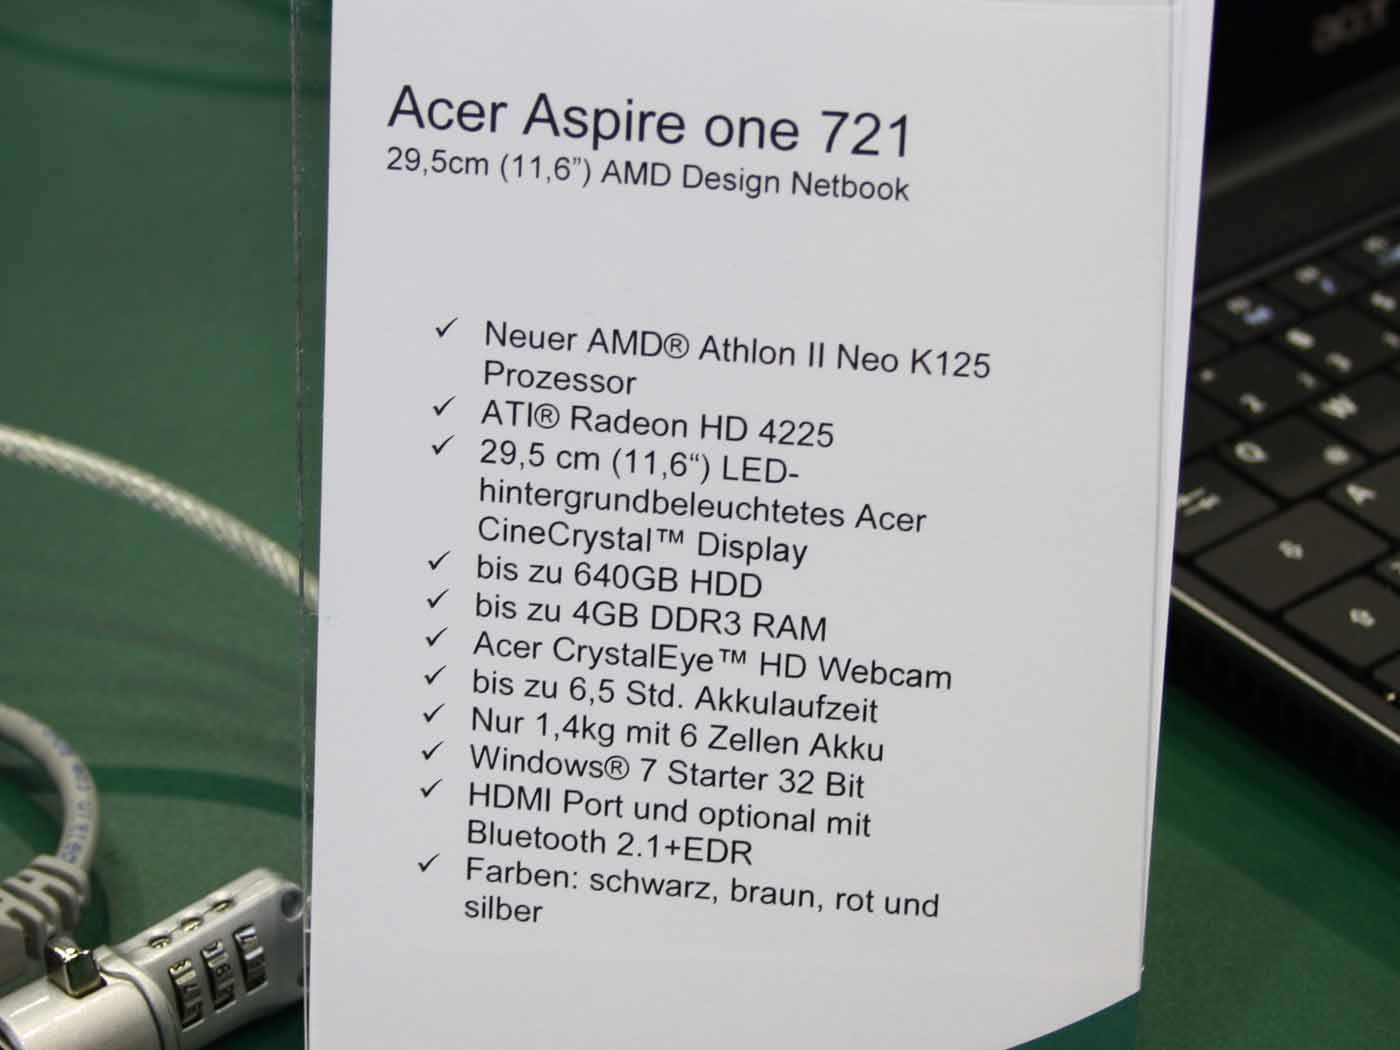 Acer Aspire one 721
29,5cm (11,6”) AMD Design Netbook
✓ Neuer AMD® Athlon II Neo K125
Prozessor
✓ ATI® Radeon HD 4225
✓ 29,5 cm (11,6“) LED-
hintergrundbeleuchtetes Acer
CineCrystal™ Display
✓ bis zu 640GB HDD
✓ bis zu 4GB DDR3 RAM
✓ Acer CrystalEye™ HD Webcam
✓ bis zu 6,5 Std. Akkulaufzeit
✓ Nur 1,4kg mit 6 Zellen Akku
✓ Windows® 7 Starter 32 Bit
✓ HDMI Port und optional mit
Bluetooth 2.1+EDR
✓ Farben: schwarz, braun, rot und
silber
acer